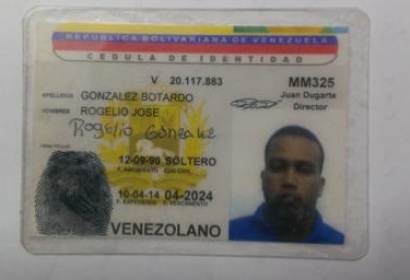 REPUBLICA BOLIVARIANA DE VENEZUELA
CEDULA DE IDENTIDAD
V 20.117.883
MM325
APELLIDOS GONZALEZ BOTARDO
Juan Dugarte
Director
NOMBRES ROGELIO JOSE
Rogelio Gonzalez
12-09-90 SOLTERO
F. NACIMIENTO EDO CIVIL
10-04-14 04-2024
F. EXPEDICION F. VENCIMIENTO
VENEZOLANO